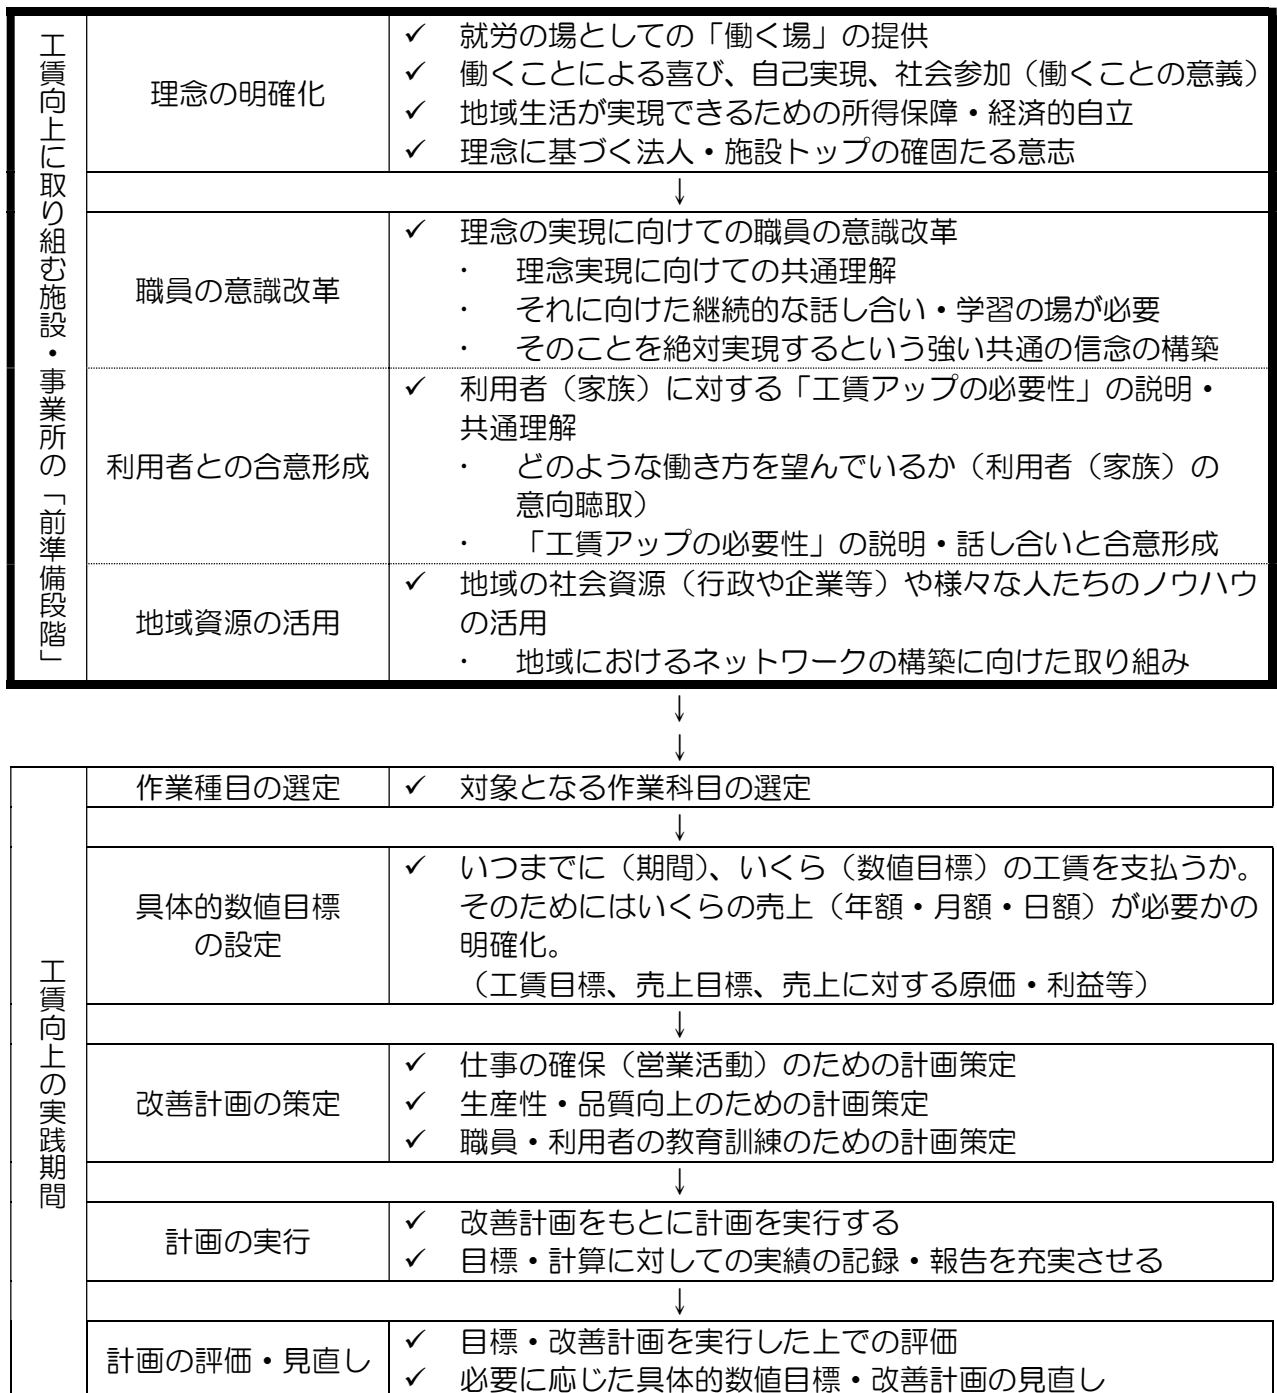 工賃向上に取り組む施設・事業所の「前準備段階」
理念の明確化
✓ 就労の場としての「働く場」の提供
✓ 働くことによる喜び、自己実現、社会参加（働くことの意義）
✓ 地域生活が実現できるための所得保障・経済的自立
✓ 理念に基づく法人・施設トップの確固たる意志
↓
職員の意識改革
✓ 理念の実現に向けての職員の意識改革
・ 理念実現に向けての共通理解
・ それに向けた継続的な話し合い・学習の場が必要
・ そのことを絶対実現するという強い共通の信念の構築
利用者との合意形成
✓ 利用者（家族）に対する「工賃アップの必要性」の説明・
共通理解
・ どのような働き方を望んでいるか（利用者（家族）の
意向聴取）
・ 「工賃アップの必要性」の説明・話し合いと合意形成
地域資源の活用
✓ 地域の社会資源（行政や企業等）や様々な人たちのノウハウ
の活用
・ 地域におけるネットワークの構築に向けた取り組み
↓
↓
工賃向上の実践期間
作業種目の選定
✓ 対象となる作業科目の選定
↓
具体的数値目標
の設定
✓ いつまでに（期間）、いくら（数値目標）の工賃を支払うか。
そのためにはいくらの売上（年額・月額・日額）が必要かの
明確化。
（工賃目標、売上目標、売上に対する原価・利益等）
↓
改善計画の策定
✓ 仕事の確保（営業活動）のための計画策定
✓ 生産性・品質向上のための計画策定
✓ 職員・利用者の教育訓練のための計画策定
↓
計画の実行
✓ 改善計画をもとに計画を実行する
✓ 目標・計算に対しての実績の記録・報告を充実させる
↓
計画の評価・見直し
✓ 目標・改善計画を実行した上での評価
✓ 必要に応じた具体的数値目標・改善計画の見直し